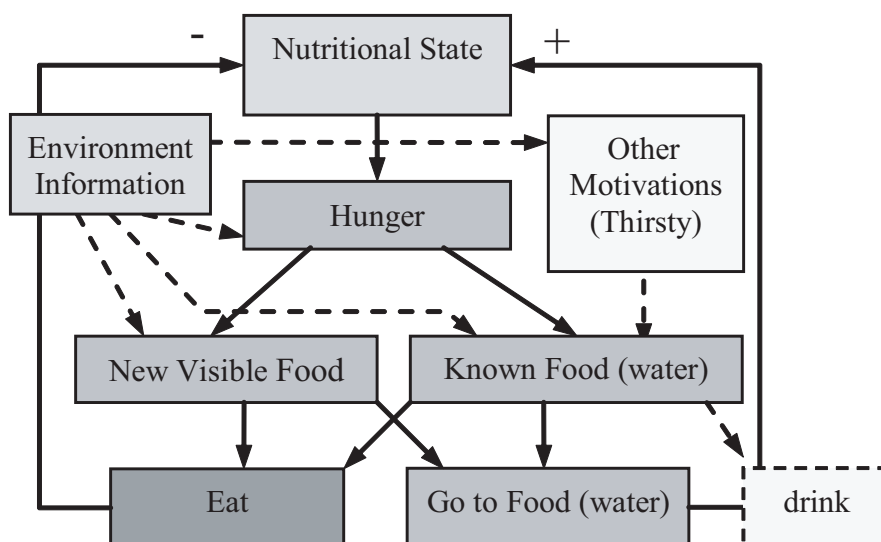 -
Nutritional State
+
Environment
Information
Other
Motivations
(Thirsty)
Hunger
New Visible Food
Known Food (water)
Eat
Go to Food (water)
drink